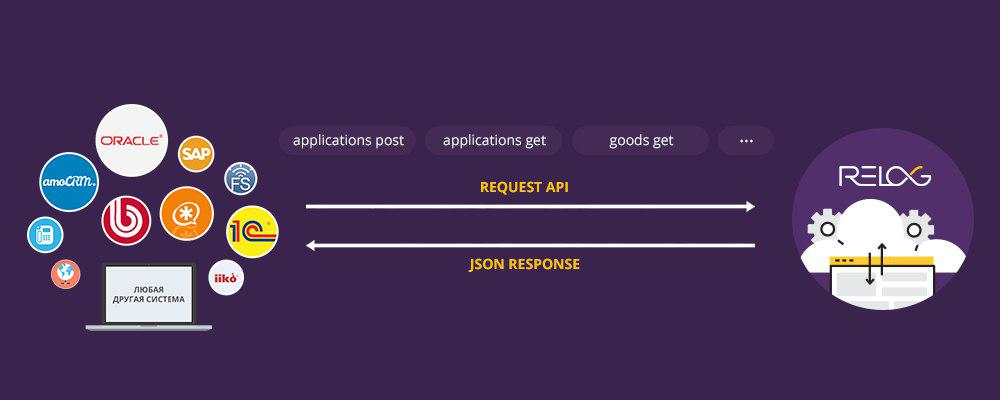 ORACLE®
SAP
amoCRM.
FS
1C®
iiko
ЛЮБАЯ
ДРУГАЯ СИСТЕМА
applications post
applications get
goods get
...
REQUEST API
JSON RESPONSE
RELOG